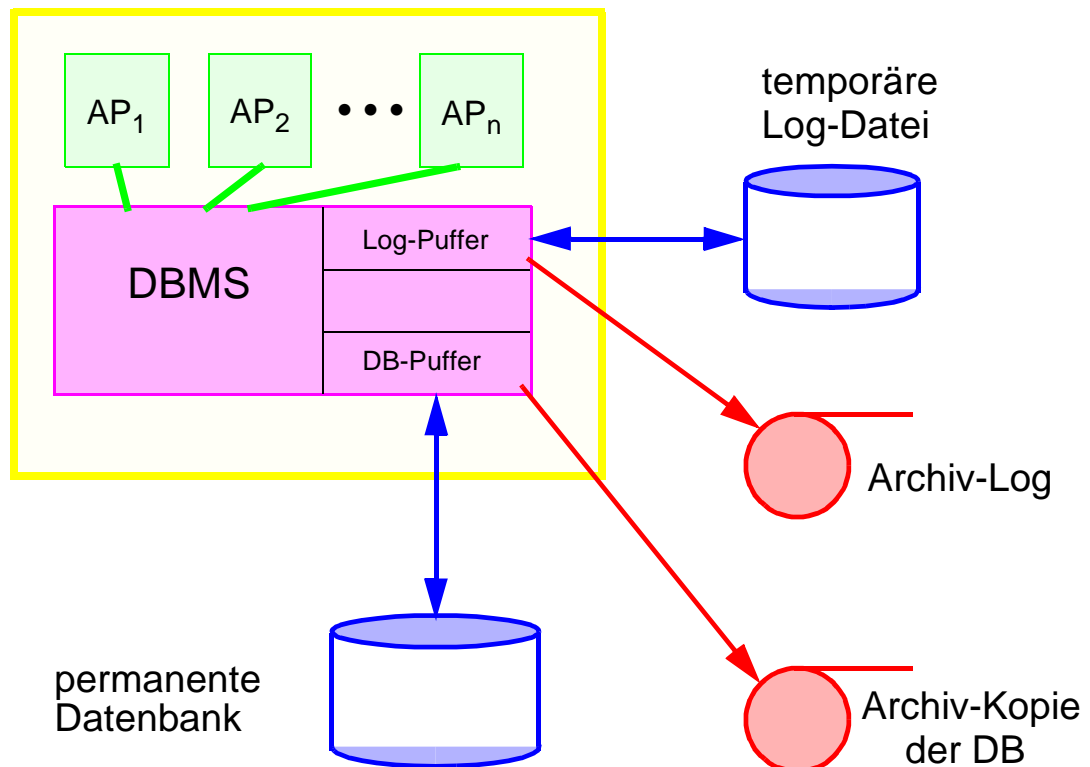 AP1
AP2
• • •
APn
temporäre
Log-Datei
Log-Puffer
DBMS
DB-Puffer
Archiv-Log
permanente
Datenbank
Archiv-Kopie
der DB